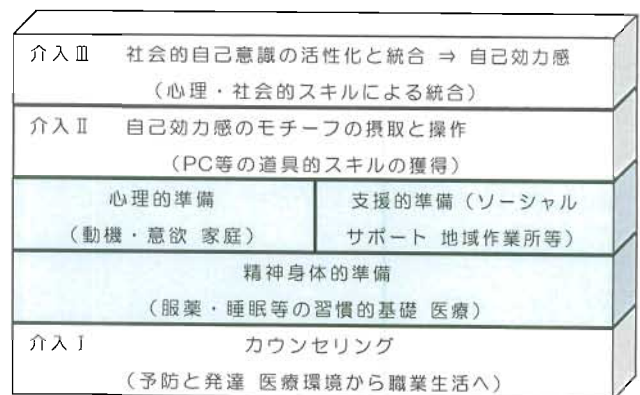 介入Ⅲ 社会的自己意識の活性化と統合 ⇒ 自己効力感
(心理・社会的スキルによる統合)
介入Ⅱ 自己効力感のモチーフの摂取と操作
(PC等の道具的スキルの獲得)
心理的準備
(動機・意欲 家庭)
支援的準備(ソーシャル
サポート 地域作業所等)
精神身体的準備
(服薬・睡眠等の習慣的基礎 医療)
介入Ⅰ カウンセリング
(予防と発達 医療環境から職業生活へ)